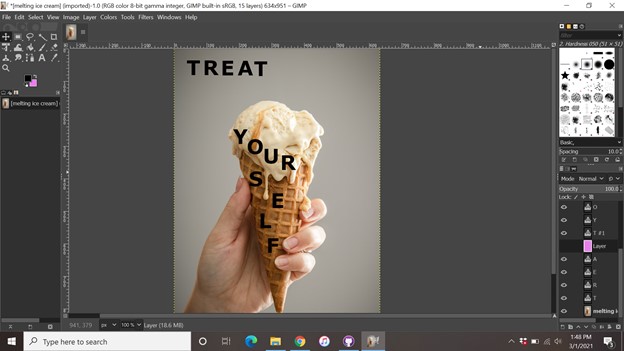 *[melting ice cream] (imported)-1.0 (RGB color 8-bit gamma integer, GIMP built-in sRGB, 15 layers) 634x951 – GIMP
File Edit Select View Image Layer Colors Tools Filters Windows Help
Filter
2. Hardness 050 (51 × 51)
TREAT
YOUR
S
E
L
F
[melting ice cream]
Basic,
Spacing 10.0
Mode Normal
Opacity 100.0
Lock:
O
Y
T #1
Layer
A
E
R
T
melting i
941, 379 px 100 % Layer (18.6 MB)
Type here to search
1:48 PM
3/1/2021